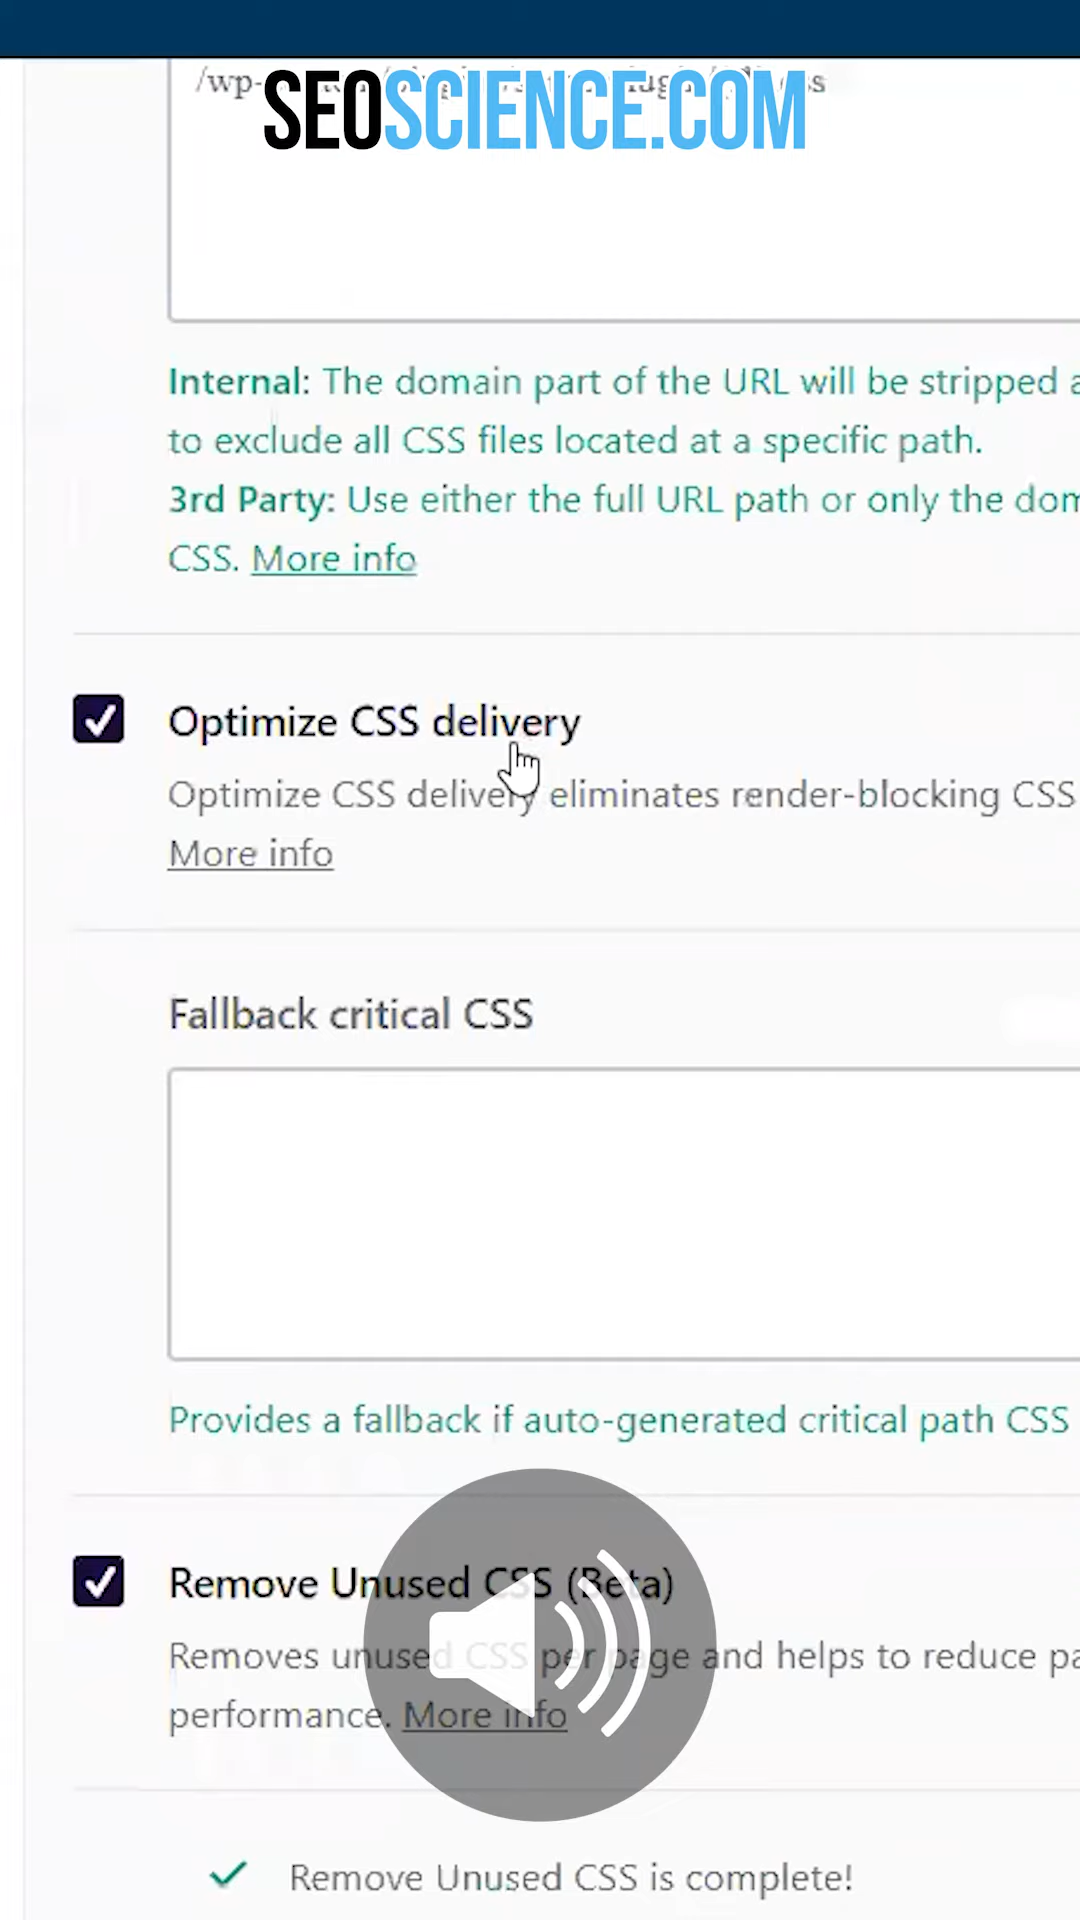 SEOSCIENCE.COM
Internal: The domain part of the URL will be stripped
to exclude all CSS files located at a specific path.
3rd Party: Use either the full URL path or only the
CSS. More info
Optimize CSS delivery
Optimize CSS delivery eliminates render-blocking CSS
More info
Fallback critical CSS
Provides a fallback if auto-generated critical path CSS
Remove Unused CSS (Beta)
Removes unused CSS per page and helps to reduce
performance. More info
Remove Unused CSS is complete!